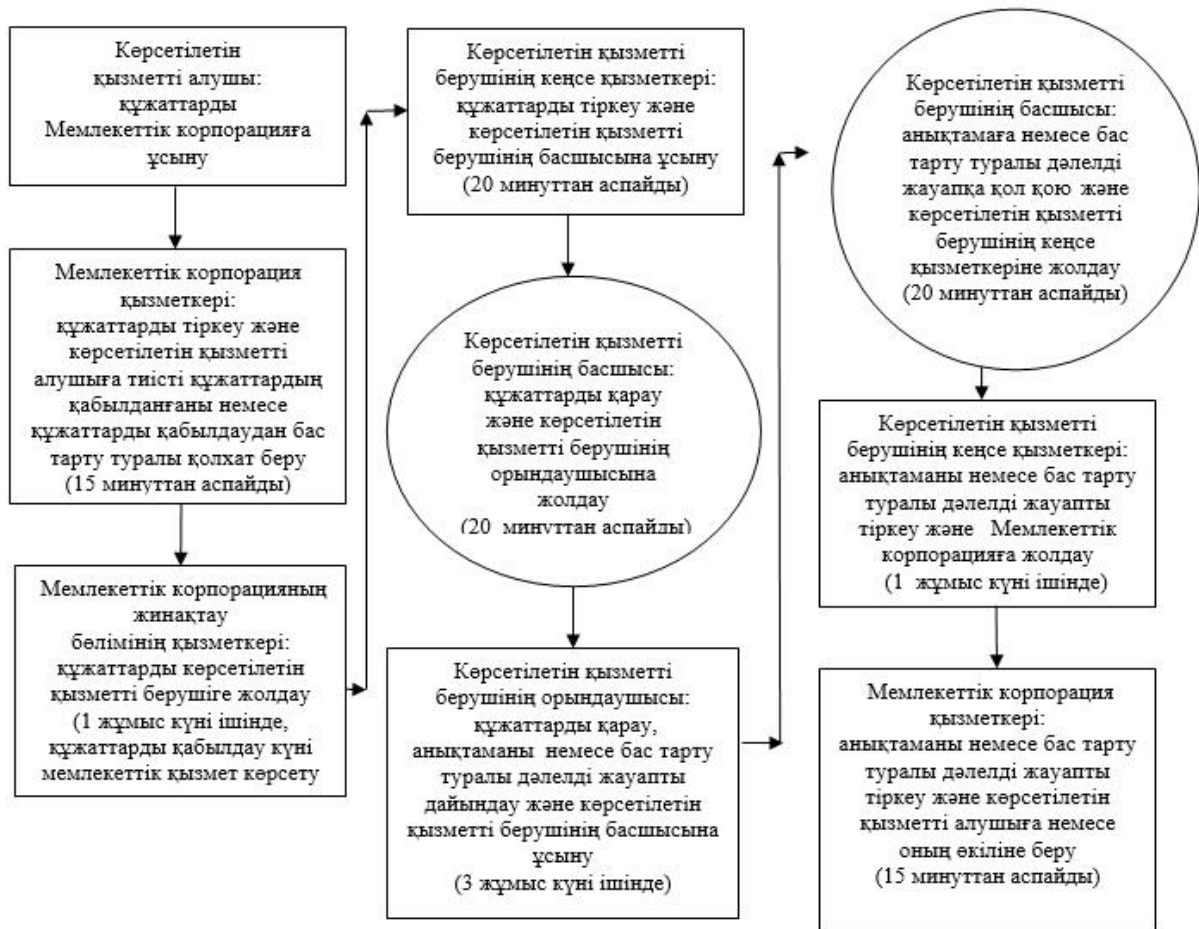 Көрсетілетін
қызметті алушы:
құжаттарды
Мемлекеттік корпорацияға
ұсыну
Мемлекеттік корпорация
қызметкері:
құжаттарды тіркеу және
көрсетілетін қызметті
алушыға тиісті құжаттардың
қабылданғаны немесе
құжаттарды қабылдаудан бас
тарту туралы қолхат беру
(15 минуттан аспайды)
Мемлекеттік корпорацияның
жинақтау
бөлімінің қызметкері:
құжаттарды көрсетілетін
қызметті берушіге жолдау
(1 жұмыс күні ішінде,
құжаттарды қабылдау күні
мемлекеттік қызмет көрсету
Көрсетілетін қызметті
берушінің кеңсе қызметкері:
құжаттарды тіркеу және
көрсетілетін қызметті
берушінің басшысына ұсыну
(20 минуттан аспайды)
Көрсетілетін қызметті
берушінің басшысы:
құжаттарды қарау
және көрсетілетін
қызметті берушінің
орындаушысына
жолдау
(20 минуттан аспайды)
Көрсетілетін қызметті
берушінің орындаушысы:
құжаттарды қарау,
анықтаманы немесе бас тарту
туралы дәлелді жауапты
дайындау және көрсетілетін
қызметті берушінің басшысына
ұсыну
(3 жұмыс күні ішінде)
Көрсетілетін қызметті
берушінің басшысы:
анықтамаға немесе бас
тарту туралы дәлелді
жауапқа қол қою және
көрсетілетін қызметті
берушінің кеңсе
қызметкеріне жолдау
(20 минуттан аспайды)
Көрсетілетін қызметті
берушінің кеңсе қызметкері:
анықтаманы немесе бас тарту
туралы дәлелді жауапты
тіркеу және Мемлекеттік
корпорацияға жолдау
(1 жұмыс күні ішінде)
Мемлекеттік корпорация
қызметкері:
анықтаманы немесе бас тарту
туралы дәлелді жауапты
тіркеу және көрсетілетін
қызметті алушыға немесе
оның өкіліне беру
(15 минуттан аспайды)